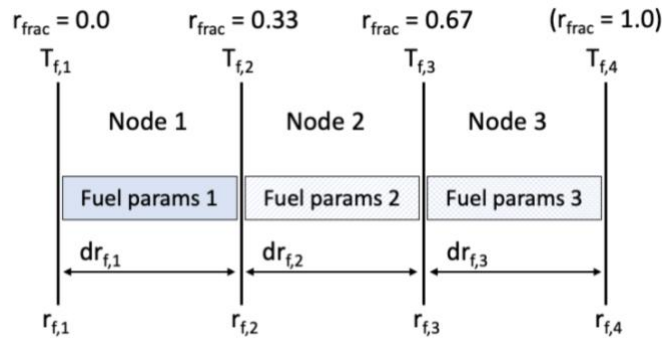 r_frac = 0.0 r_frac = 0.33 r_frac = 0.67 (r_frac = 1.0)
T_f,1 T_f,2 T_f,3 T_f,4
Node 1 Node 2 Node 3
Fuel params 1 Fuel params 2 Fuel params 3
dr_f,1 dr_f,2 dr_f,3
r_f,1 r_f,2 r_f,3 r_f,4